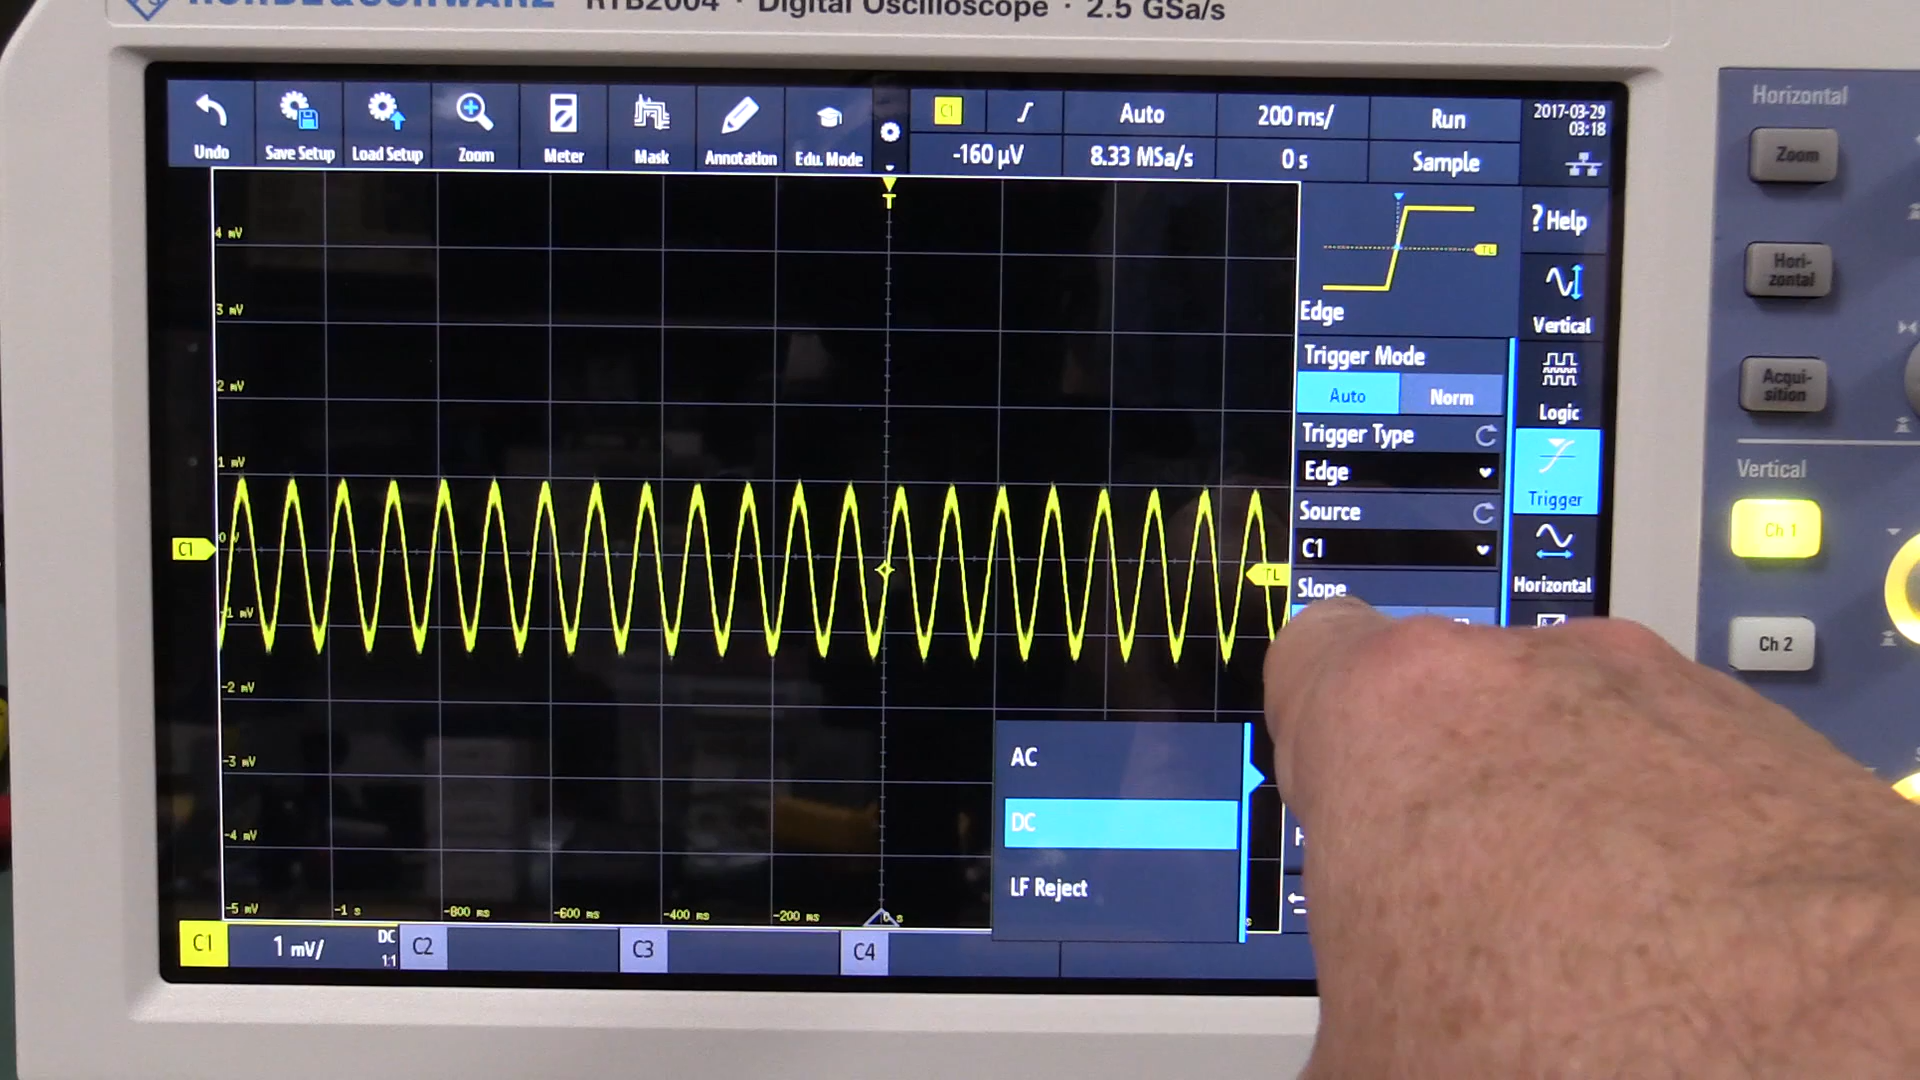 ROHDE & SCHWARZ RTB2004 · Digital Oscilloscope · 2.5 GSa/s
Undo
Save Setup
Load Setup
Zoom
Meter
Mask
Annotation
Edu. Mode
C1
Auto
200 ms/
Run
-160 µV
8.33 MSa/s
0 s
Sample
2017-03-29
03:18
T
4 mV
3 mV
2 mV
1 mV
0 V
-1 mV
-2 mV
-3 mV
-4 mV
-5 mV
-1 s
-800 ms
-600 ms
-400 ms
-200 ms
0 s
C1
TL
TL
Edge
Trigger Mode
Auto
Norm
Trigger Type
Edge
Source
C1
Slope
AC
DC
LF Reject
? Help
Vertical
Logic
Trigger
Horizontal
C1
1 mV/
DC
1:1
C2
C3
C4
Horizontal
Zoom
Hori-
zontal
Acqui-
sition
Vertical
Ch 1
Ch 2